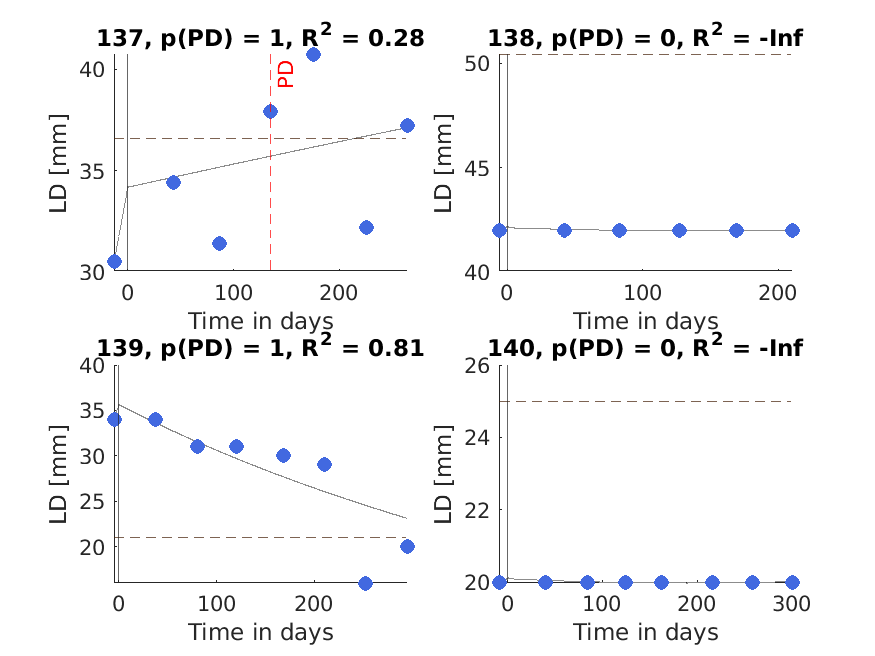 137, p(PD) = 1, R2 = 0.28
40
35
30
LD [mm]
PD
0
100
200
Time in days
138, p(PD) = 0, R2 = -Inf
50
45
40
LD [mm]
0
100
200
Time in days
139, p(PD) = 1, R2 = 0.81
40
35
30
20
LD [mm]
0
100
200
Time in days
140, p(PD) = 0, R2 = -Inf
26
24
22
20
LD [mm]
0
100
200
300
Time in days